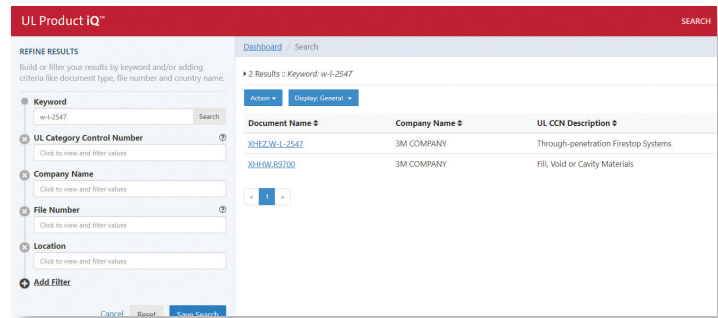 UL Product iQ™
SEARCH
REFINE RESULTS
Build or filter your results by keyword and/or adding
criteria like document type, file number and country name.
Keyword
w-l-2547
Search
UL Category Control Number
Click to view and filter values
Company Name
Click to view and filter values
File Number
Click to view and filter values
Location
Click to view and filter values
Add Filter
Cancel Reset Save Search
Dashboard / Search
2 Results :: Keyword: w-l-2547
Action Display: General
Document Name Company Name UL CCN Description
XHEZ.W-L-2547 3M COMPANY Through-penetration Firestop Systems
XHHW.R9700 3M COMPANY Fill, Void or Cavity Materials
« 1 »